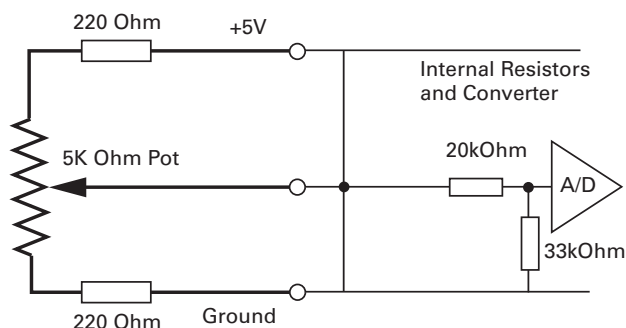 220 Ohm
+5V
Internal Resistors
and Converter
5K Ohm Pot
20kOhm
A/D
33kOhm
Ground
220 Ohm